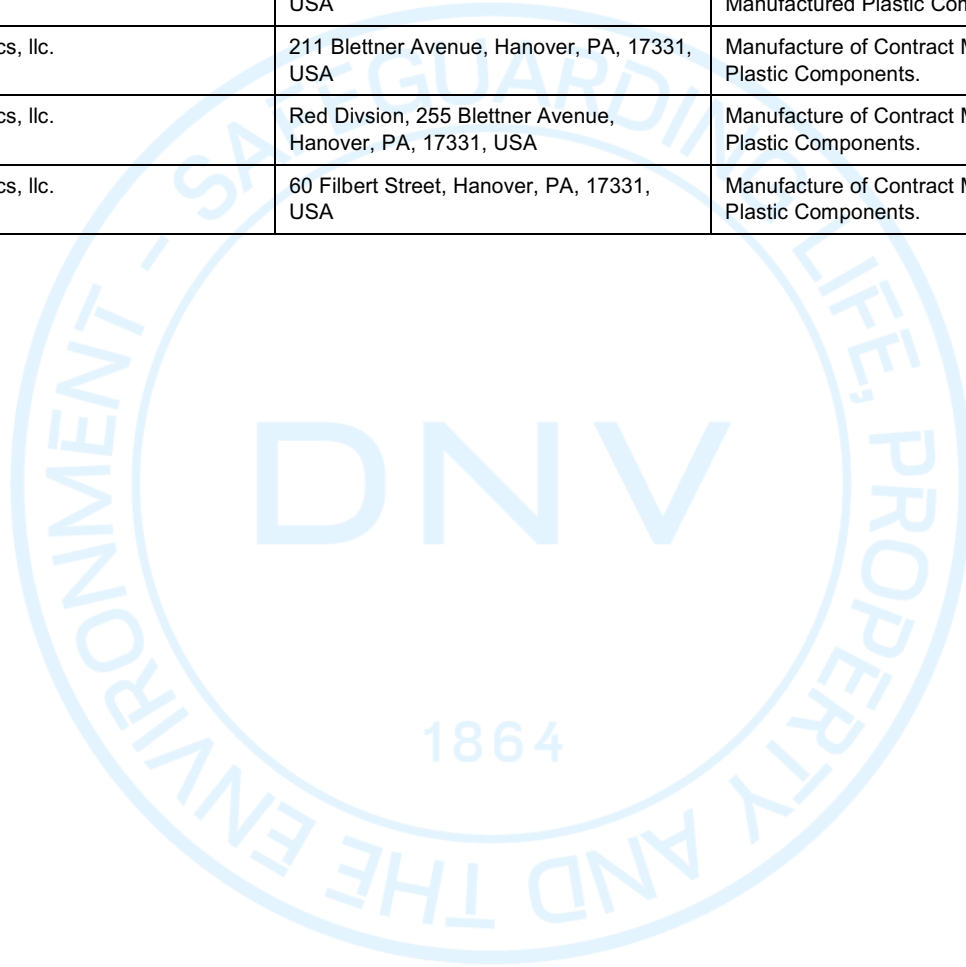 USA
Manufactured Plastic
cs, llc.
211 Blettner Avenue, Hanover, PA, 17331,
USA
Manufacture of Contract
Plastic Components.
cs, llc.
Red Divsion, 255 Blettner Avenue,
Hanover, PA, 17331, USA
Manufacture of Contract
Plastic Components.
cs, llc.
60 Filbert Street, Hanover, PA, 17331,
USA
Manufacture of Contract
Plastic Components.
SAFEGUARDING LIFE, PROPERTY AND THE ENVIRONMENT –
DNV
1864